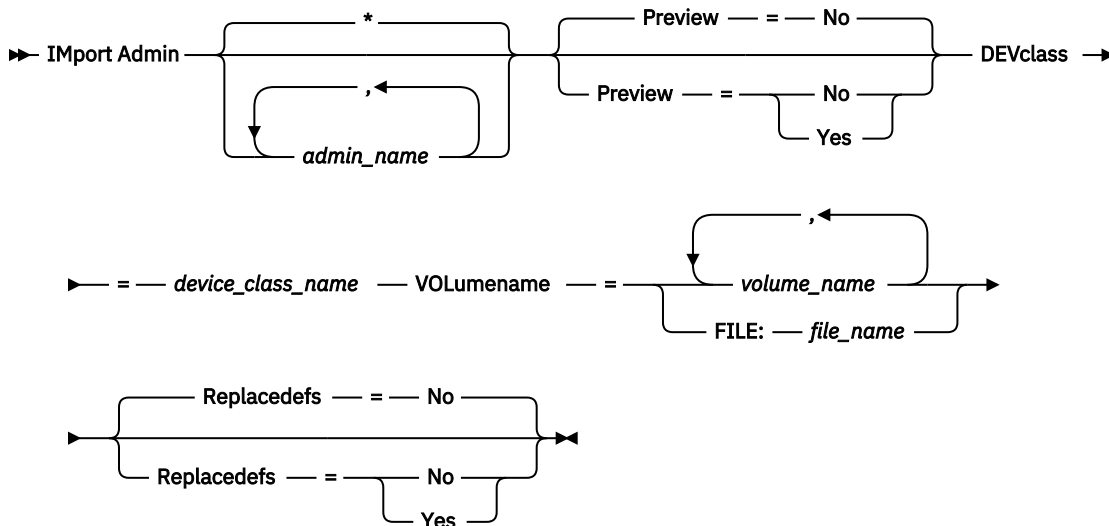 *
Preview = No
IMport Admin
DEVclass
,
Preview = No
Yes
admin_name
,
= device_class_name VOLumename = volume_name
FILE: file_name
Replacedefs = No
Replacedefs = No
Yes